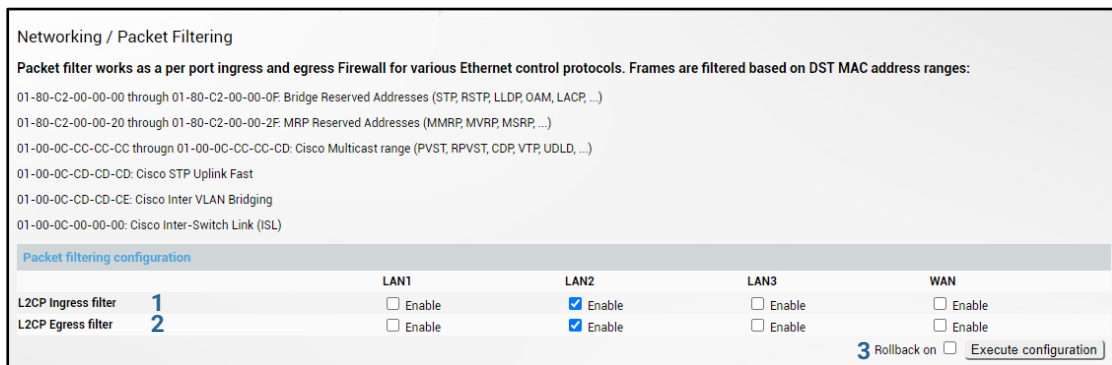 Networking / Packet Filtering
Packet filter works as a per port ingress and egress Firewall for various Ethernet control protocols. Frames are filtered based on DST MAC address ranges:
01-80-C2-00-00-00 through 01-80-C2-00-00-0F: Bridge Reserved Addresses (STP, RSTP, LLDP, OAM, LACP, ...)
01-80-C2-00-00-20 through 01-80-C2-00-00-2F: MRP Reserved Addresses (MMRP, MVRP, MSRP, ...)
01-00-0C-CC-CC-CC througn 01-00-0C-CC-CC-CD: Cisco Multicast range (PVST, RPVST, CDP, VTP, UDLD, ...)
01-00-0C-CD-CD-CD: Cisco STP Uplink Fast
01-00-0C-CD-CD-CE: Cisco Inter VLAN Bridging
01-00-0C-00-00-00: Cisco Inter-Switch Link (ISL)
Packet filtering configuration
LAN1 LAN2 LAN3 WAN
L2CP Ingress filter 1 Enable Enable Enable Enable
L2CP Egress filter 2 Enable Enable Enable Enable
3 Rollback on Execute configuration